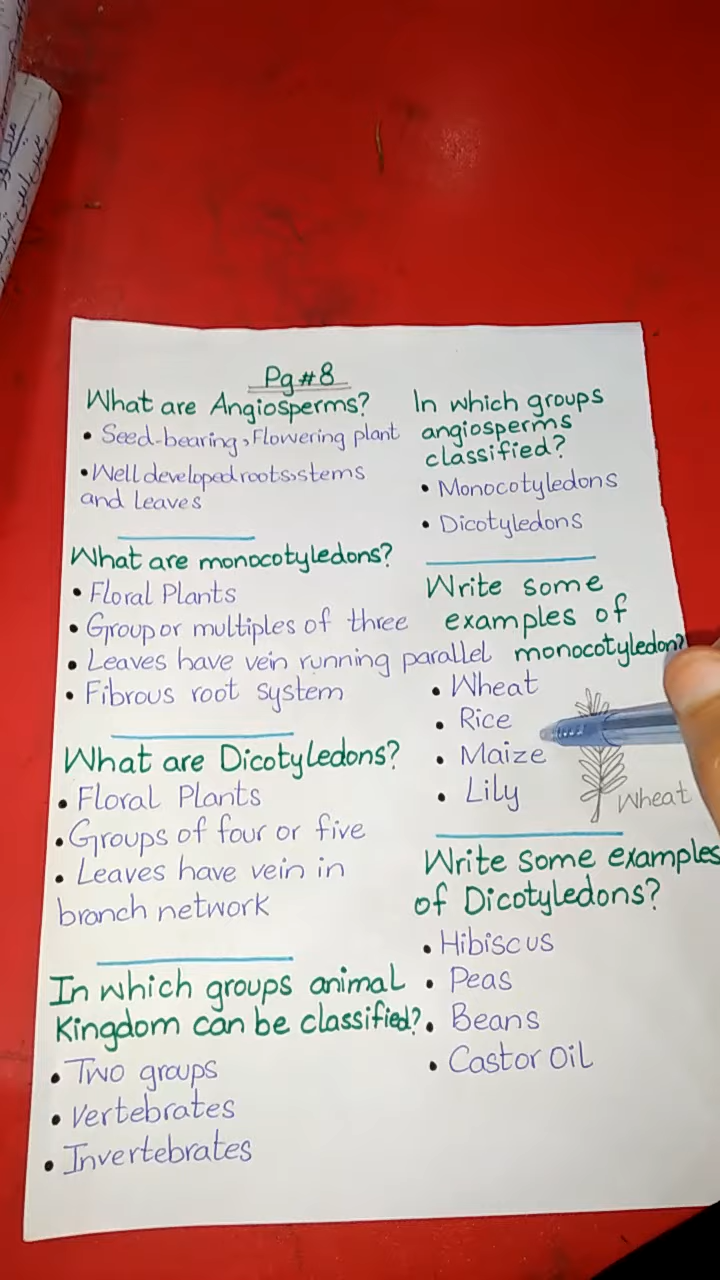 Pg#8
What are Angiosperms?
• Seed-bearing, Flowering plant
• Well developed roots, stems
and leaves
What are monocotyledons?
• Floral Plants
• Group or multiples of three
• Leaves have vein running parallel
• Fibrous root system
What are Dicotyledons?
• Floral Plants
• Groups of four or five
• Leaves have vein in
branch network
In which groups animal
Kingdom can be classified?
• Two groups
• Vertebrates
• Invertebrates
In which groups
angiosperms
classified?
• Monocotyledons
• Dicotyledons
Write some
examples of
monocotyledon?
• Wheat
• Rice
• Maize
• Lily
Wheat
Write some examples
of Dicotyledons?
• Hibiscus
• Peas
• Beans
• Castor Oil